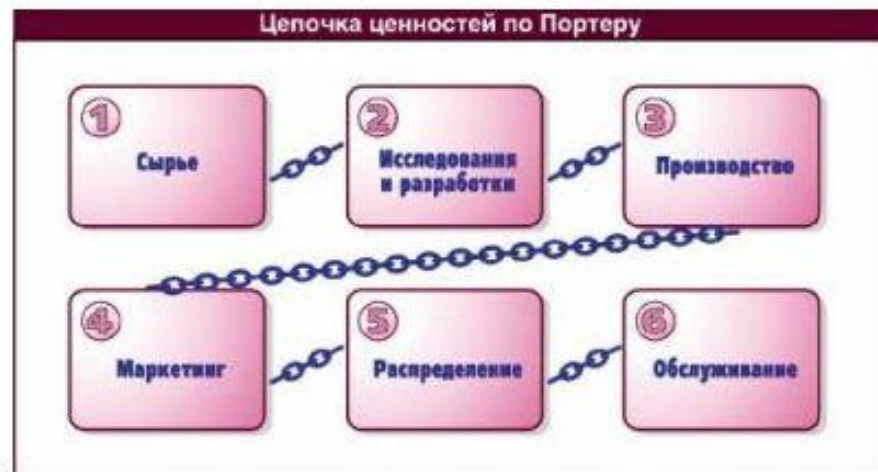 Цепочка ценностей по Портеру
1
Сырье
2
Исследования
и разработки
3
Производство
4
Маркетинг
5
Распределение
6
Обслуживание